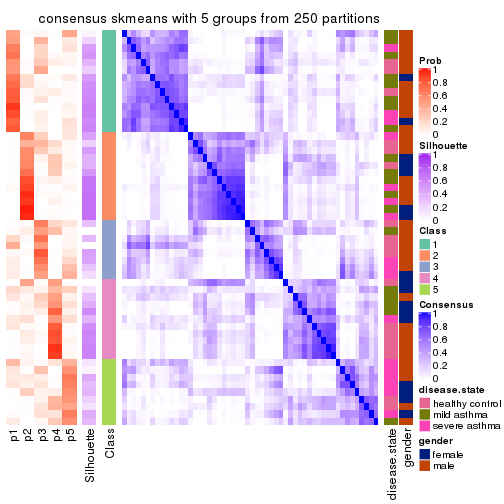 consensus skmeans with 5 groups from 250 partitions
Prob
1
0.8
0.6
0.4
0.2
0
Silhouette
1
0.8
0.6
0.4
0.2
0
Class
1
2
3
4
5
Consensus
1
0.8
0.6
0.4
0.2
0
disease.state
healthy control
mild asthma
severe asthma
gender
female
male
p1
p2
p3
p4
p5
Silhouette
Class
disease.state
gender